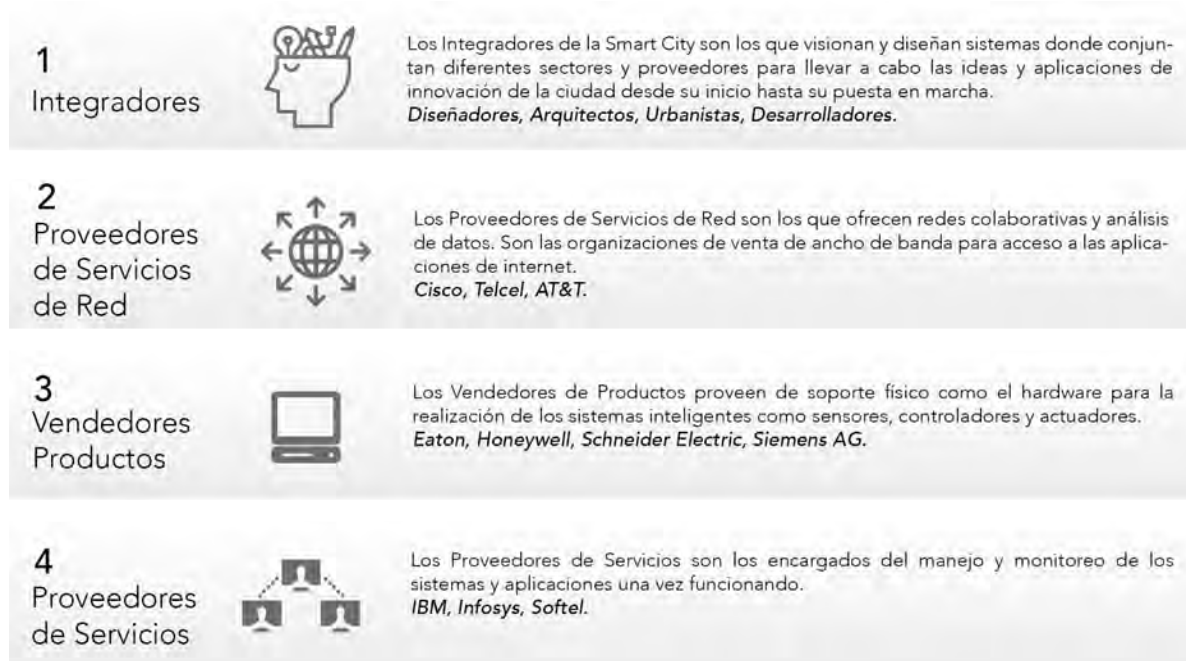 1
Integradores
Los Integradores de la Smart City son los que visionan y diseñan sistemas donde conjun-
tan diferentes sectores y proveedores para llevar a cabo las ideas y aplicaciones de
innovación de la ciudad desde su inicio hasta su puesta en marcha.
Diseñadores, Arquitectos, Urbanistas, Desarrolladores.
2
Proveedores
de Servicios
de Red
Los Proveedores de Servicios de Red son los que ofrecen redes colaborativas y análisis
de datos. Son las organizaciones de venta de ancho de banda para acceso a las aplica-
ciones de internet.
Cisco, Telcel, AT&T.
3
Vendedores
Productos
Los Vendedores de Productos proveen de soporte físico como el hardware para la
realización de los sistemas inteligentes como sensores, controladores y actuadores.
Eaton, Honeywell, Schneider Electric, Siemens AG.
4
Proveedores
de Servicios
Los Proveedores de Servicios son los encargados del manejo y monitoreo de los
sistemas y aplicaciones una vez funcionando.
IBM, Infosys, Softel.